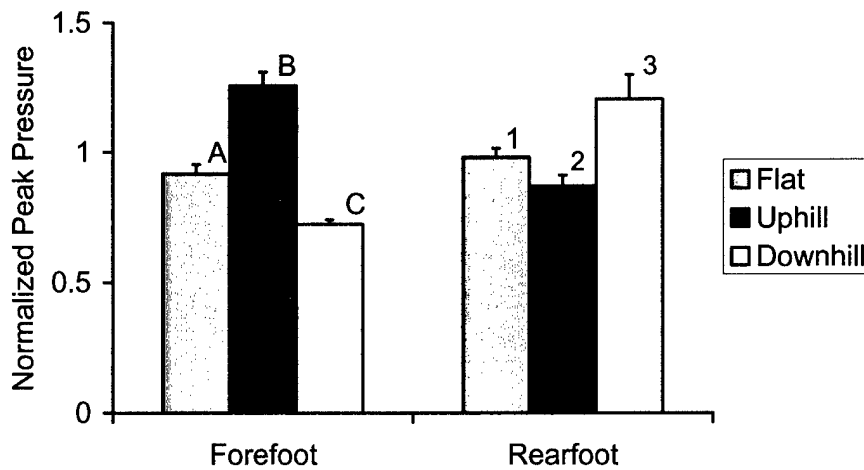 Normalized Peak Pressure
1.5
1
0.5
0
A
B
C
1
2
3
Forefoot
Rearfoot
Flat
Uphill
Downhill